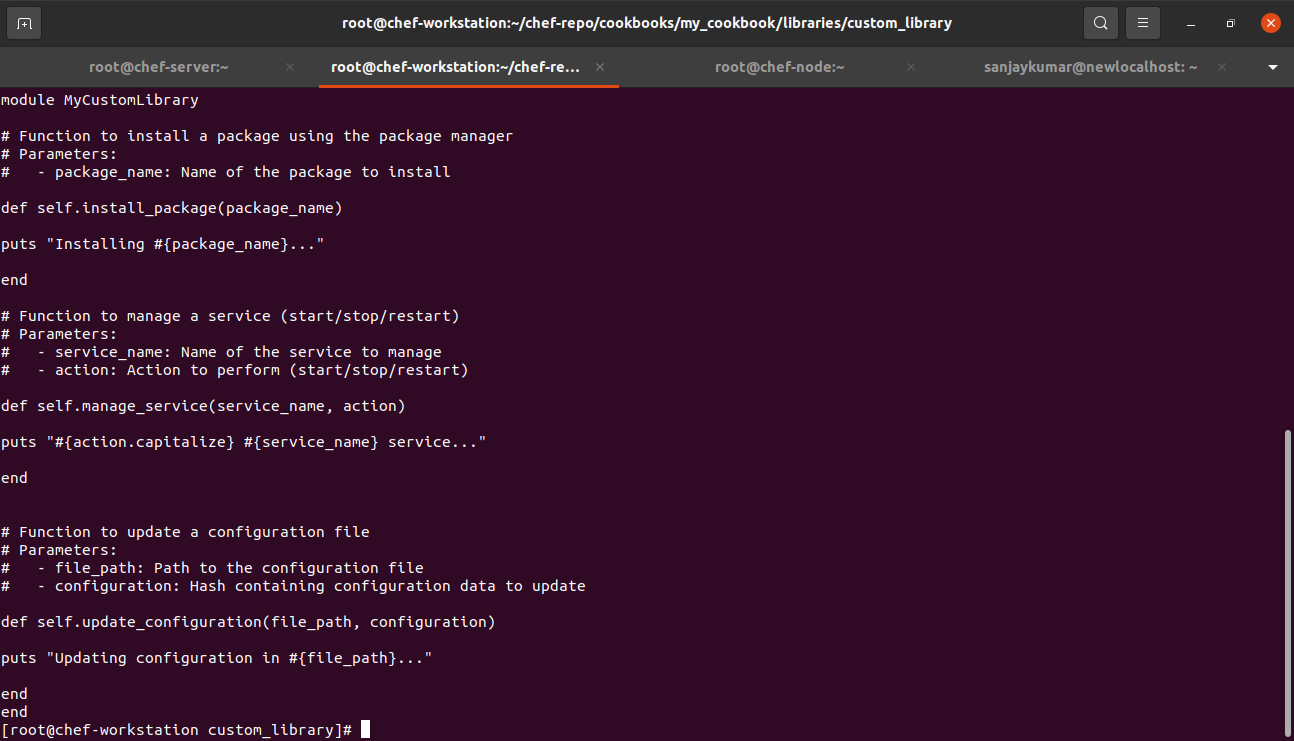 root@chef-workstation:~/chef-repo/cookbooks/my_cookbook/libraries/custom_library
root@chef-server:~
root@chef-workstation:~/chef-re...
root@chef-node:~
sanjaykumar@newlocalhost: ~
module MyCustomLibrary
# Function to install a package using the package manager
# Parameters:
#   - package_name: Name of the package to install
def self.install_package(package_name)
puts "Installing #{package_name}..."
end
# Function to manage a service (start/stop/restart)
# Parameters:
#   - service_name: Name of the service to manage
#   - action: Action to perform (start/stop/restart)
def self.manage_service(service_name, action)
puts "#{action.capitalize} #{service_name} service..."
end
# Function to update a configuration file
# Parameters:
#   - file_path: Path to the configuration file
#   - configuration: Hash containing configuration data to update
def self.update_configuration(file_path, configuration)
puts "Updating configuration in #{file_path}..."
end
end
[root@chef-workstation custom_library]#